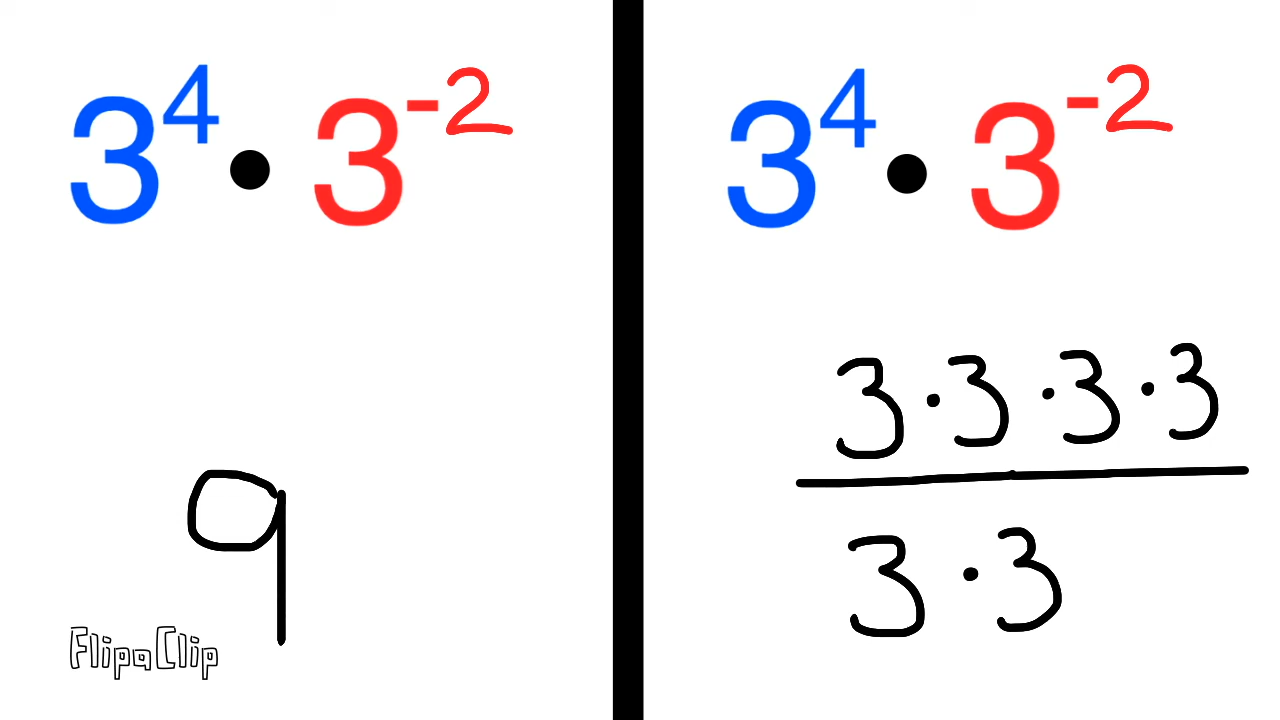 3⁴ • 3⁻²
9
FlipaClip
3⁴ • 3⁻²
3 · 3 · 3 · 3
3 · 3